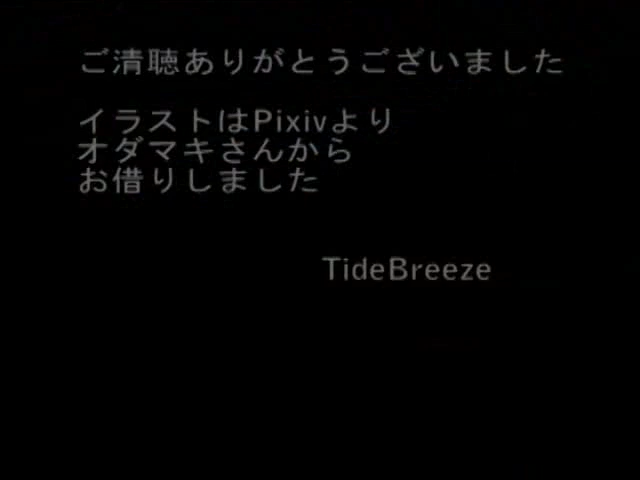 ご清聴ありがとうございました
イラストはPixivより
オダマキさんから
お借りしました
TideBreeze